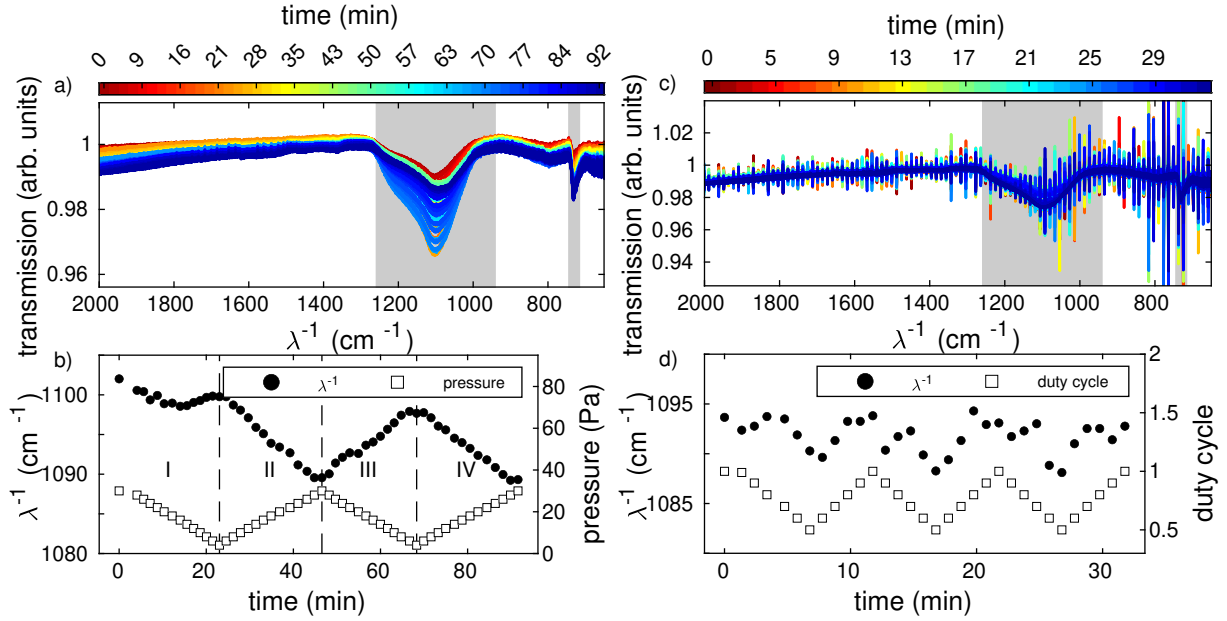 time (min)
0 9 16 21 28 35 43 50 57 63 70 77 84 92
a)
transmission (arb. units)
1
0.98
0.96
2000 1800 1600 1400 1200 1000 800
λ⁻¹ (cm⁻¹)
time (min)
0 5 9 13 17 21 25 29
c)
transmission (arb. units)
1.02
1
0.98
0.96
0.94
2000 1800 1600 1400 1200 1000 800
λ⁻¹ (cm⁻¹)
b)
λ⁻¹ pressure
λ⁻¹ (cm⁻¹)
1100
1090
1080
I II III IV
80
60
40
20
0
pressure (Pa)
0 20 40 60 80
time (min)
d)
λ⁻¹ duty cycle
λ⁻¹ (cm⁻¹)
1095
1085
2
1.5
1
0.5
duty cycle
0 10 20 30
time (min)